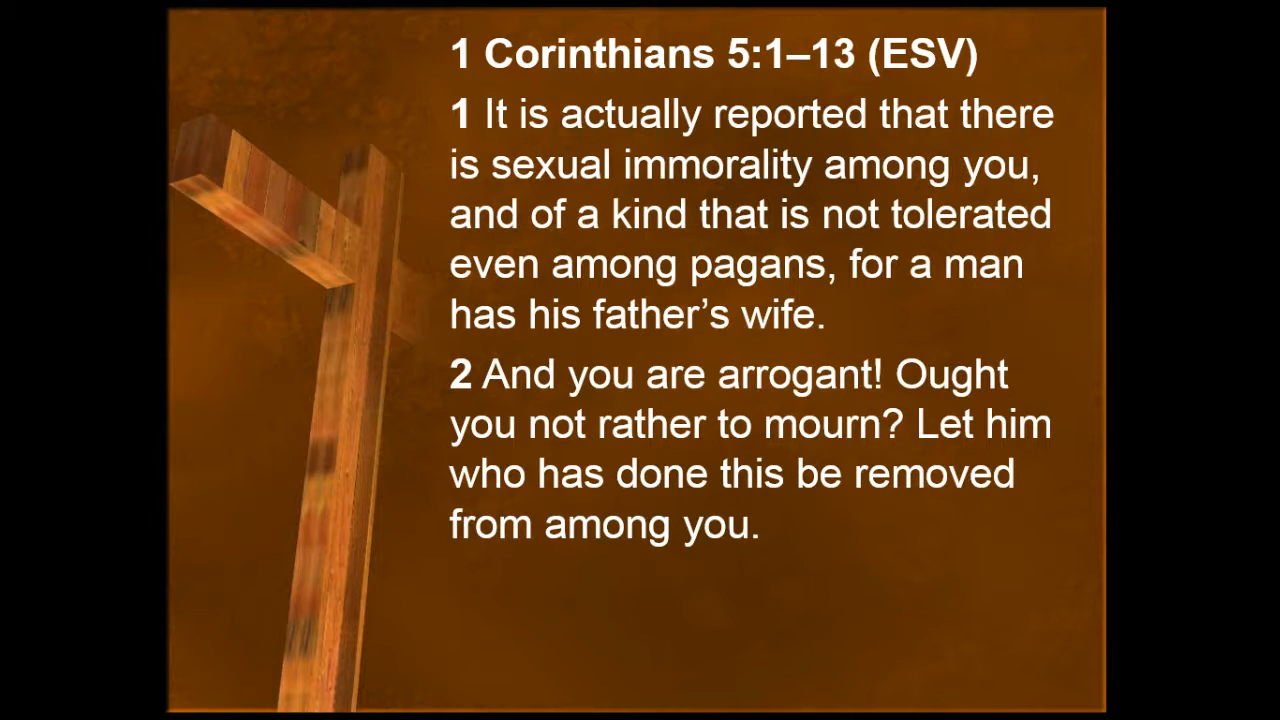 1 Corinthians 5:1–13 (ESV)
1 It is actually reported that there
is sexual immorality among you,
and of a kind that is not tolerated
even among pagans, for a man
has his father’s wife.
2 And you are arrogant! Ought
you not rather to mourn? Let him
who has done this be removed
from among you.